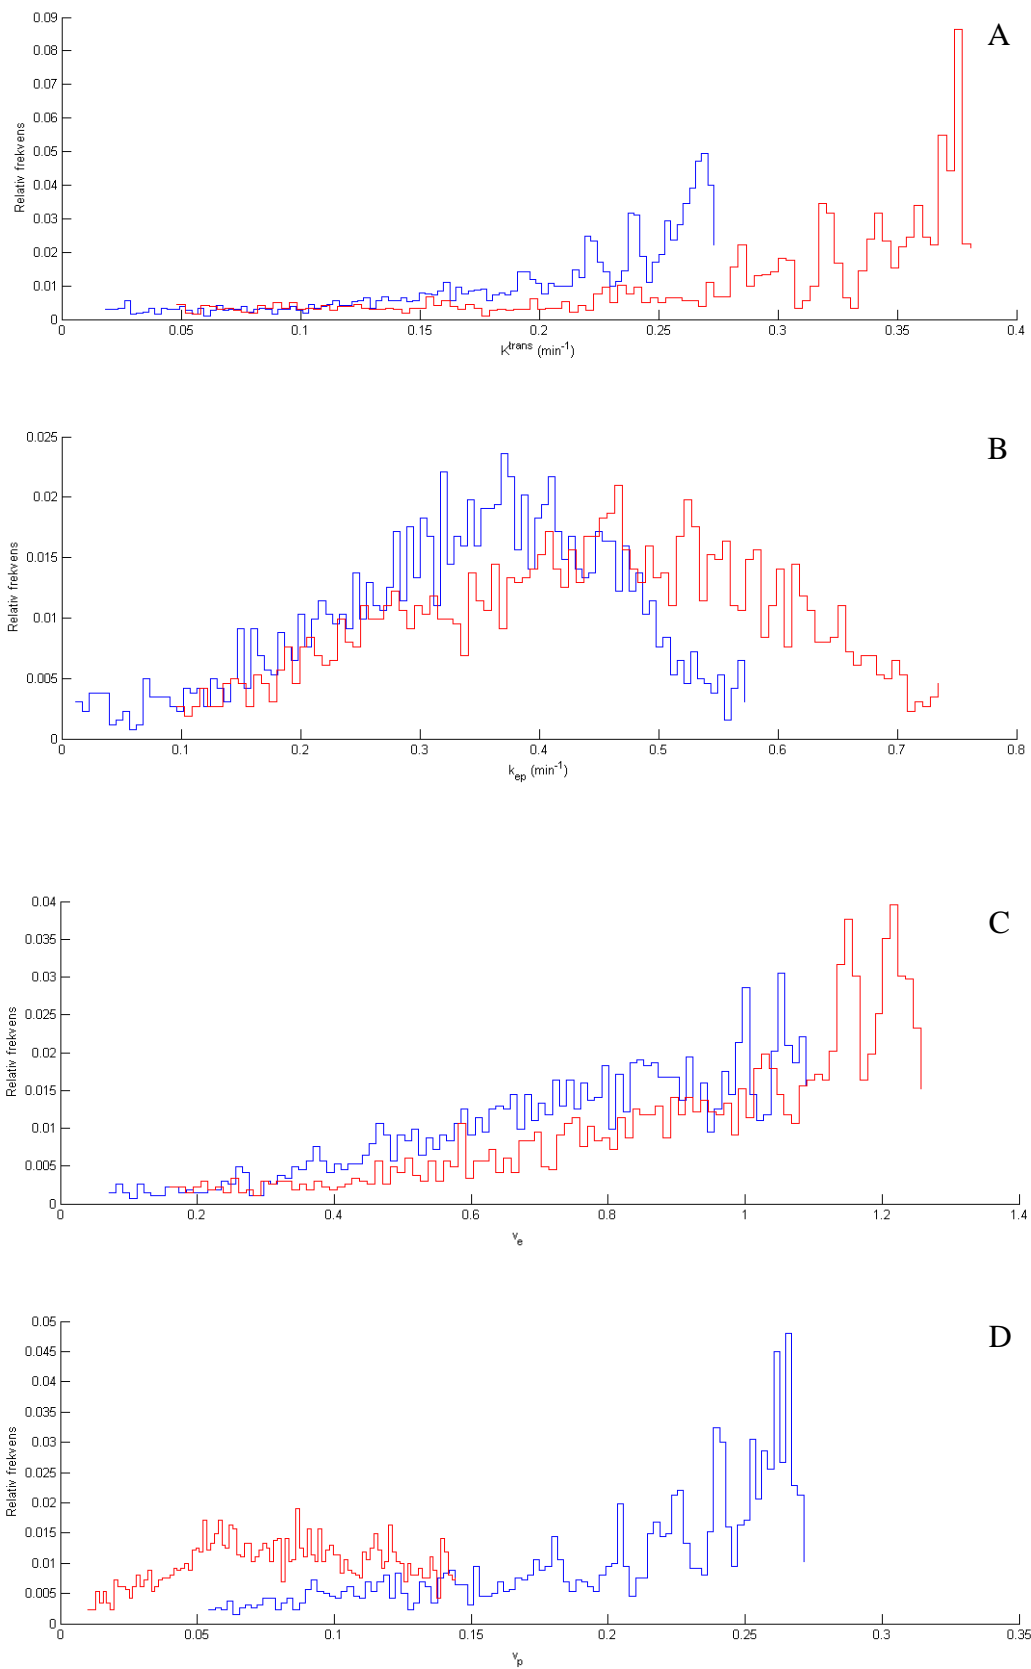 A
0.09
0.08
0.07
0.06
0.05
0.04
0.03
0.02
0.01
0
Relativ frekvens
0 0.05 0.1 0.15 0.2 0.25 0.3 0.35 0.4
K^trans (min^-1)
B
0.025
0.02
0.015
0.01
0.005
0
Relativ frekvens
0 0.1 0.2 0.3 0.4 0.5 0.6 0.7 0.8
k_ep (min^-1)
C
0.04
0.035
0.03
0.025
0.02
0.015
0.01
0.005
0
Relativ frekvens
0 0.2 0.4 0.6 0.8 1 1.2 1.4
v_e
D
0.05
0.045
0.04
0.035
0.03
0.025
0.02
0.015
0.01
0.005
0
Relativ frekvens
0 0.05 0.1 0.15 0.2 0.25 0.3 0.35
v_p